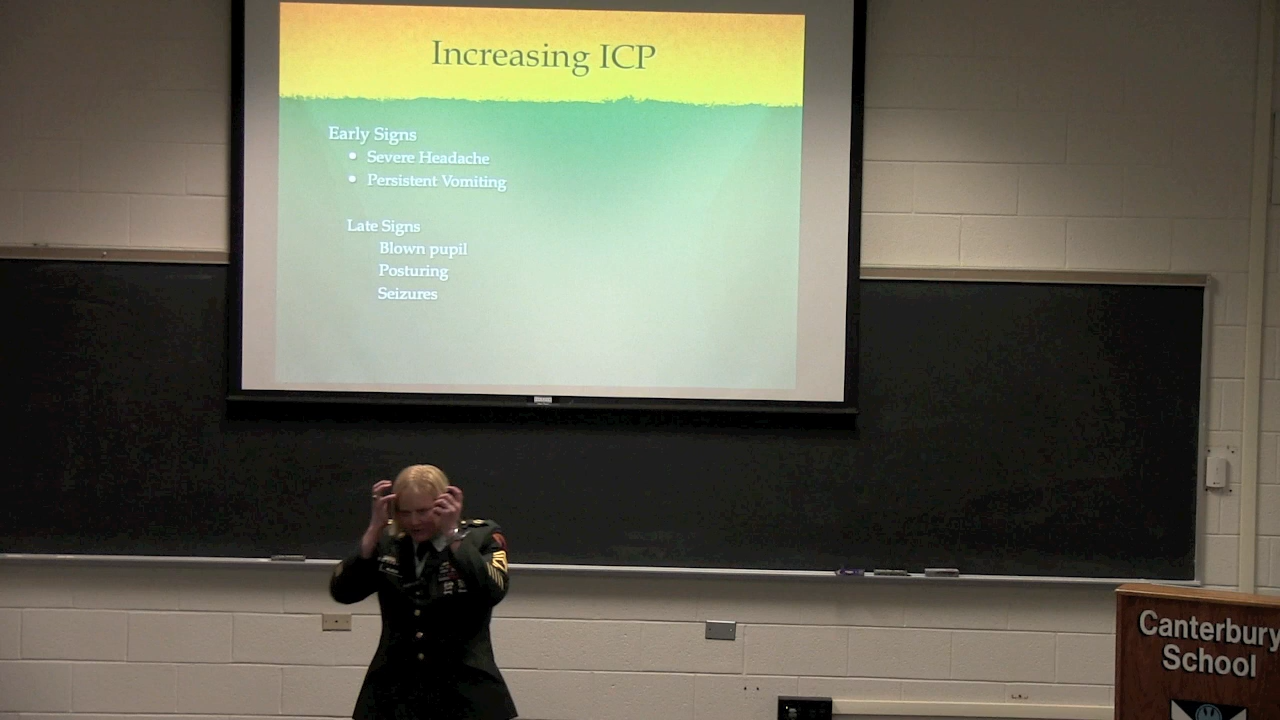 Increasing ICP
Early Signs
• Severe Headache
• Persistent Vomiting
Late Signs
Blown pupil
Posturing
Seizures
Canterbury
School